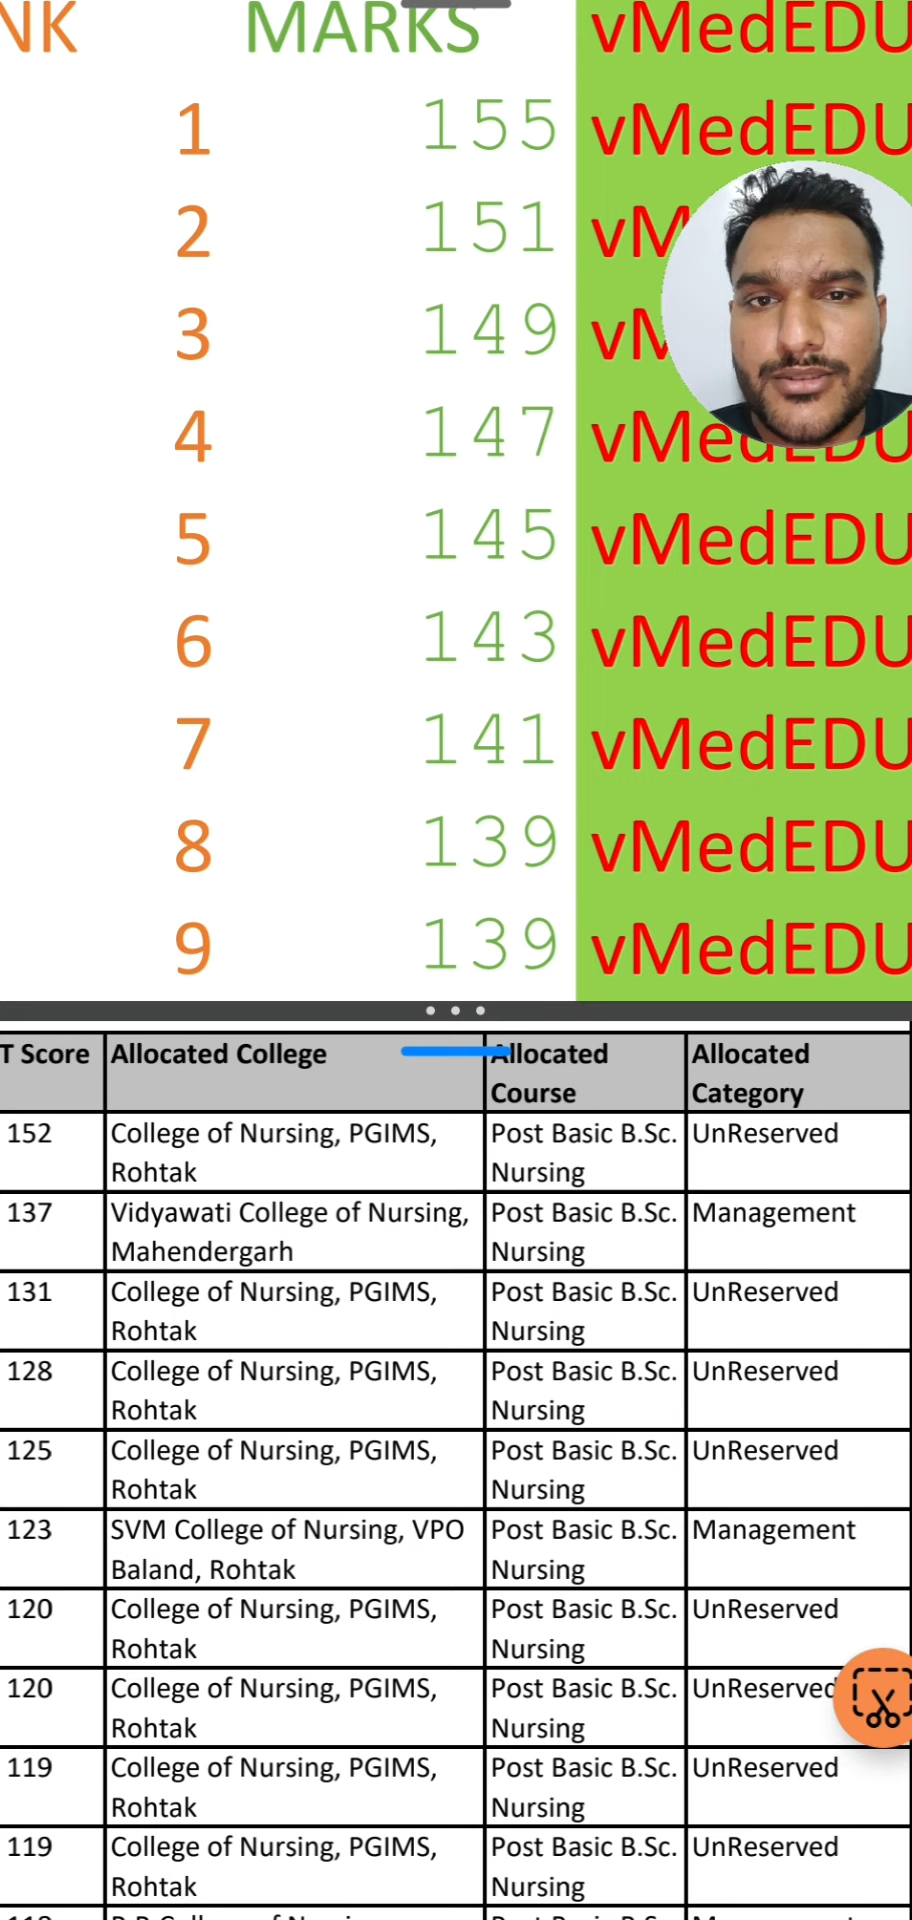 NK MARKS vMedEDU
1 155 vMedEDU
2 151
3 149
4 147 vMedEDU
5 145 vMedEDU
6 143 vMedEDU
7 141 vMedEDU
8 139 vMedEDU
9 139 vMedEDU
T Score Allocated College Allocated Allocated
Course Category
152 College of Nursing, PGIMS, Post Basic B.Sc. UnReserved
Rohtak Nursing
137 Vidyawati College of Nursing, Post Basic B.Sc. Management
Mahendergarh Nursing
131 College of Nursing, PGIMS, Post Basic B.Sc. UnReserved
Rohtak Nursing
128 College of Nursing, PGIMS, Post Basic B.Sc. UnReserved
Rohtak Nursing
125 College of Nursing, PGIMS, Post Basic B.Sc. UnReserved
Rohtak Nursing
123 SVM College of Nursing, VPO Post Basic B.Sc. Management
Baland, Rohtak Nursing
120 College of Nursing, PGIMS, Post Basic B.Sc. UnReserved
Rohtak Nursing
120 College of Nursing, PGIMS, Post Basic B.Sc. UnReserved
Rohtak Nursing
119 College of Nursing, PGIMS, Post Basic B.Sc. UnReserved
Rohtak Nursing
119 College of Nursing, PGIMS, Post Basic B.Sc. UnReserved
Rohtak Nursing